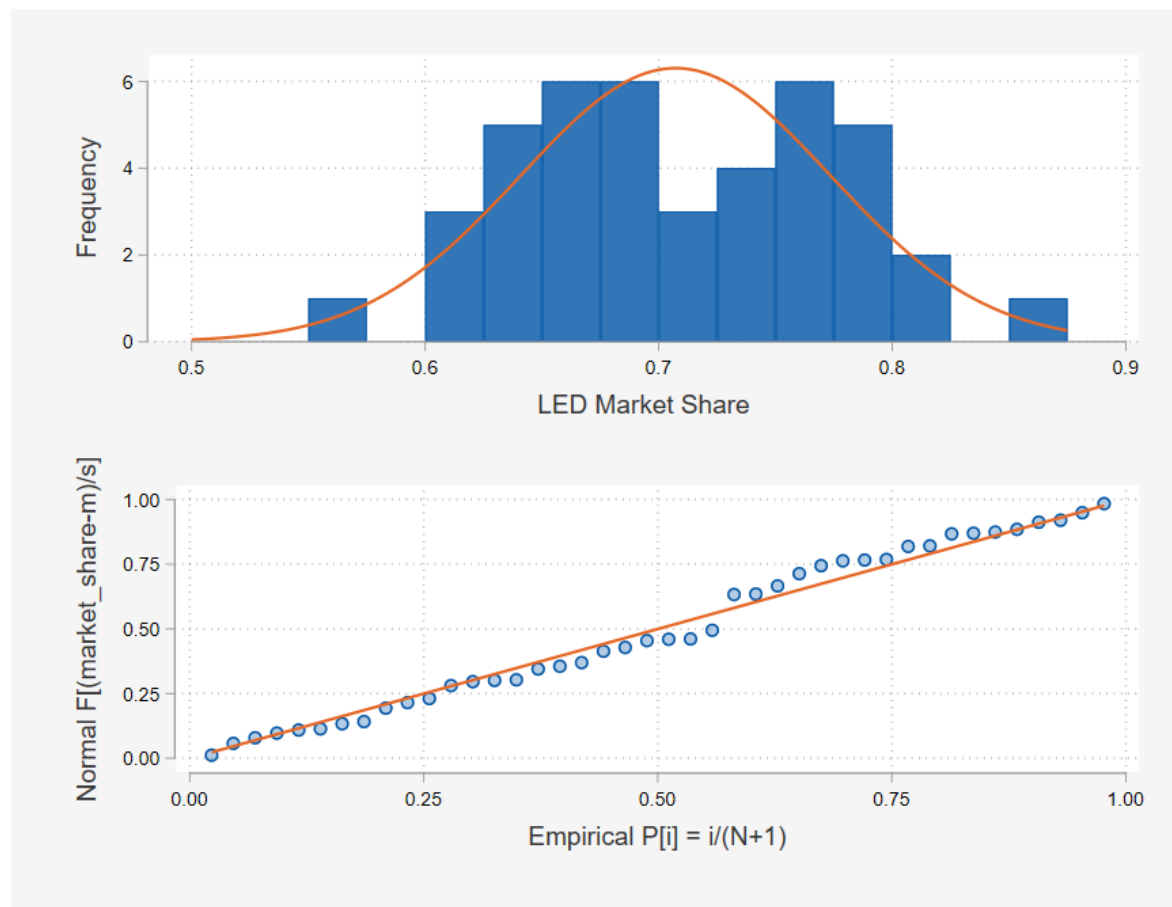 Frequency
6
4
2
0
0.5 0.6 0.7 0.8 0.9
LED Market Share
Normal F[(market_share-m)/s]
1.00
0.75
0.50
0.25
0.00
0.00 0.25 0.50 0.75 1.00
Empirical P[i] = i/(N+1)